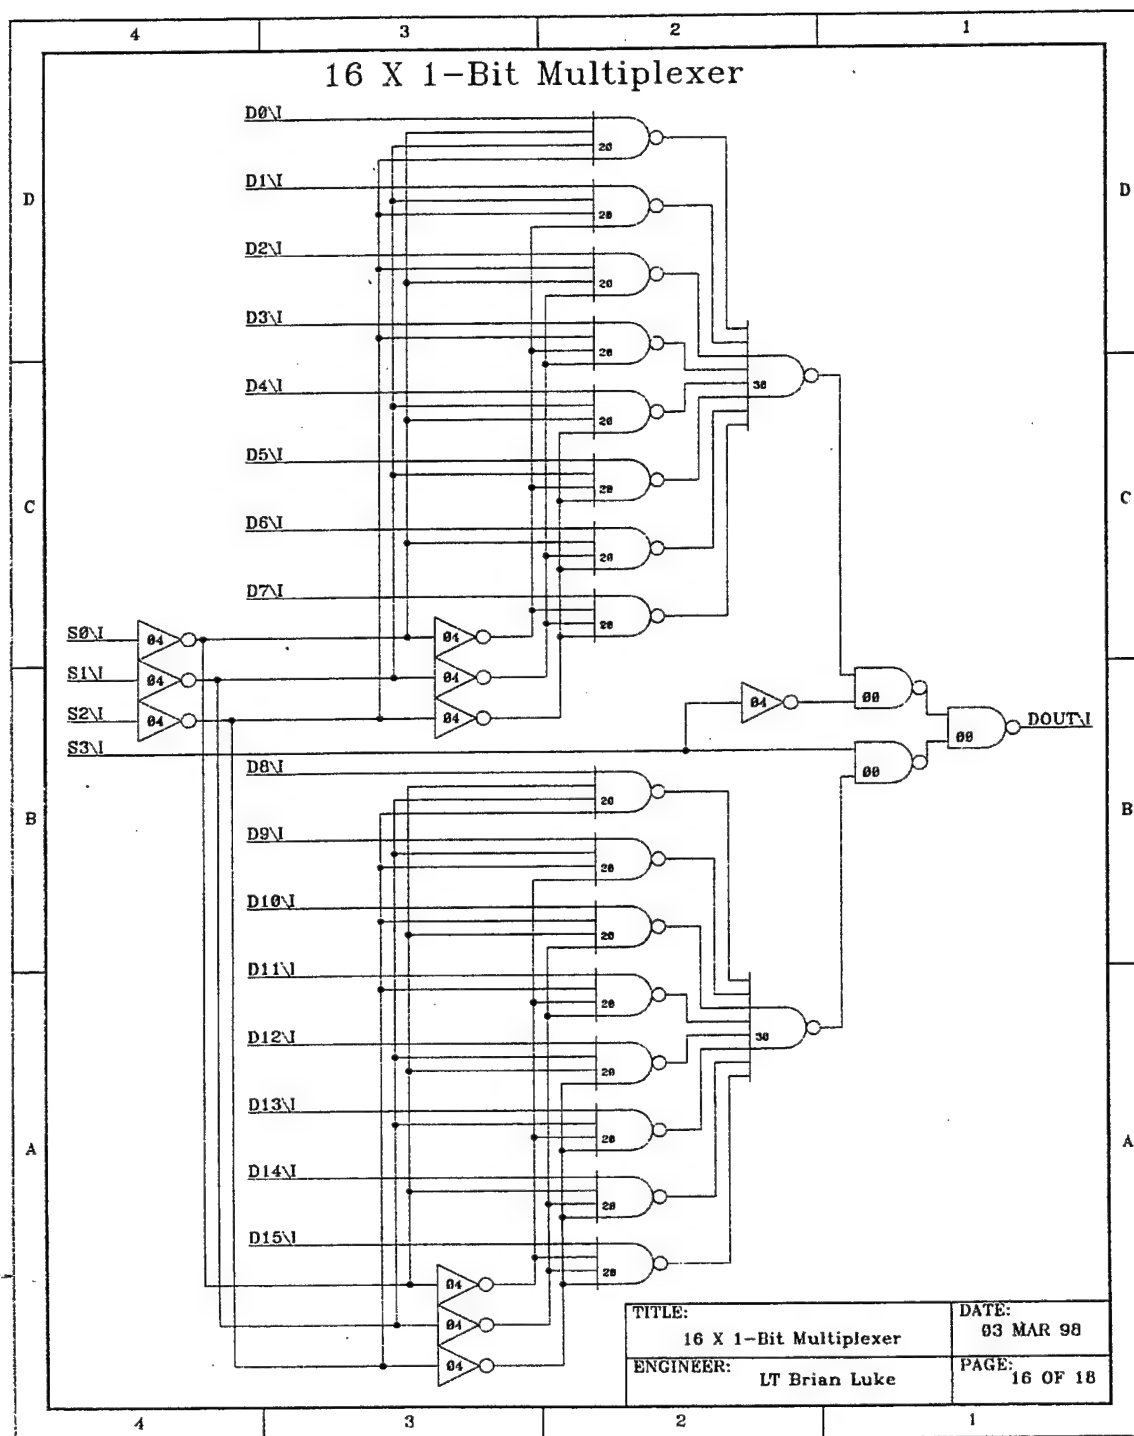 4 3 2 1
16 X 1-Bit Multiplexer
D0\I
20
D1\I
20
D D
D2\I
20
D3\I
20
30
D4\I
20
D5\I
20
C C
D6\I
20
D7\I
20
S0\I 04 04
S1\I 04 04
04 00
S2\I 04 04
00 DOUT\I
S3\I
00
D8\I
20
B B
D9\I
20
D10\I
20
D11\I
20
D12\I
30
20
D13\I
20
A A
D14\I
20
D15\I
20
04
04
04
TITLE:
16 X 1-Bit Multiplexer
DATE:
03 MAR 98
ENGINEER:
LT Brian Luke
PAGE:
16 OF 18
4 3 2 1